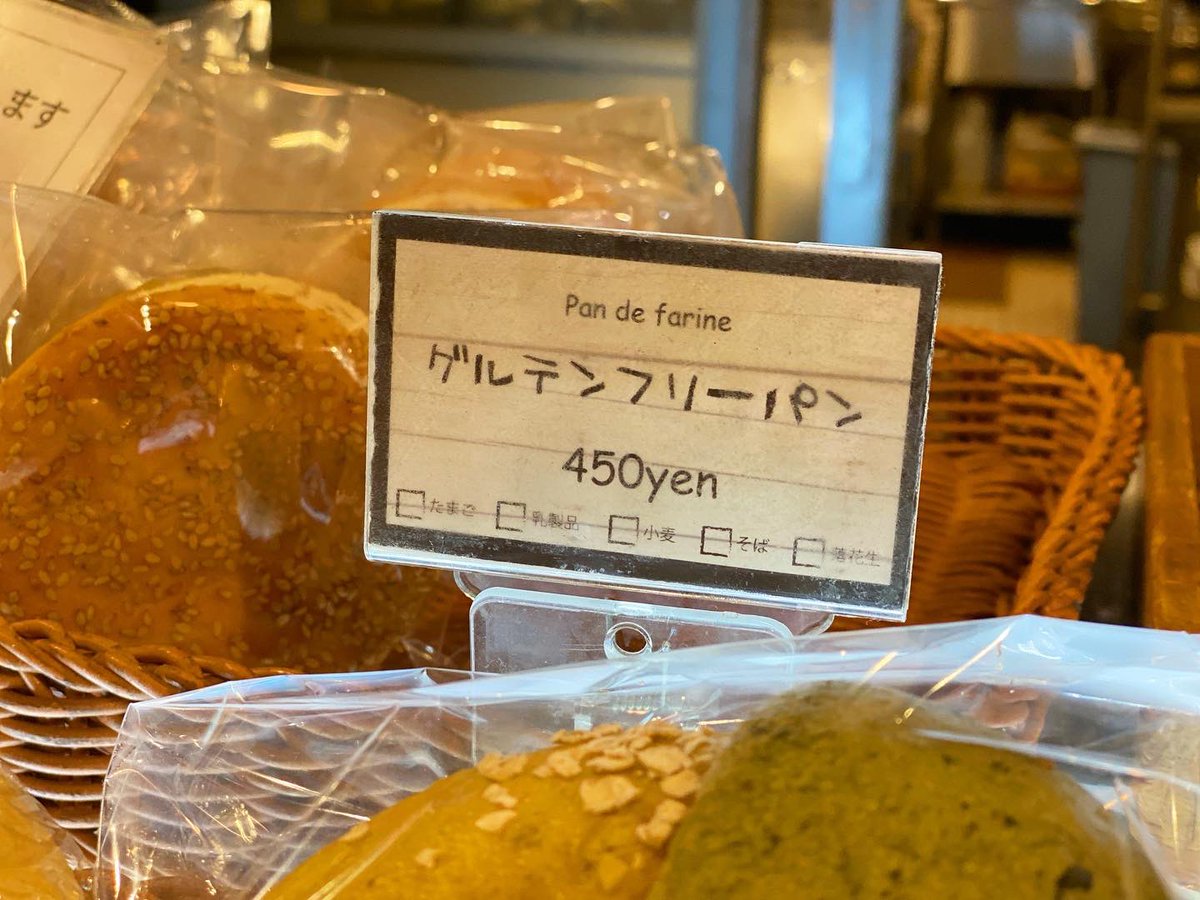 ます
Pan de farine
グルテンフリーパン
450yen
□たまご □乳製品 □小麦 □そば □落花生